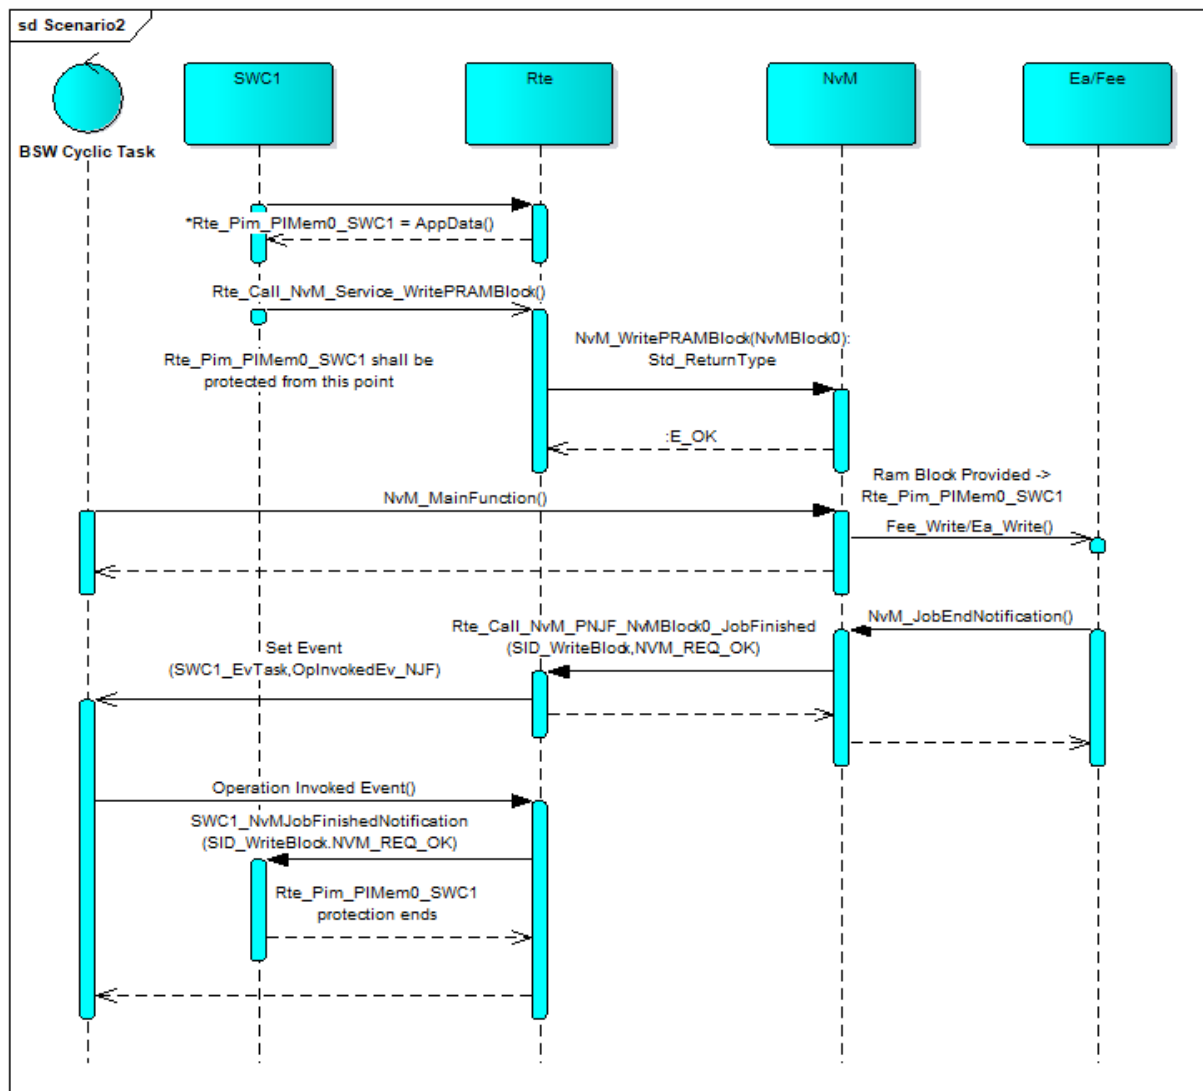 sd Scenario2
SWC1
Rte
NvM
Ea/Fee
BSW Cyclic Task
*Rte_Pim_PIMem0_SWC1 = AppData()
Rte_Call_NvM_Service_WritePRAMBlock()
Rte_Pim_PIMem0_SWC1 shall be
protected from this point
NvM_WritePRAMBlock(NvMBlock0):
Std_ReturnType
:E_OK
Ram Block Provided ->
Rte_Pim_PIMem0_SWC1
NvM_MainFunction()
Fee_Write/Ea_Write()
NvM_JobEndNotification()
Rte_Call_NvM_PNJF_NvMBlock0_JobFinished
(SID_WriteBlock,NVM_REQ_OK)
Set Event
(SWC1_EvTask,OpInvokedEv_NJF)
Operation Invoked Event()
SWC1_NvMJobFinishedNotification
(SID_WriteBlock.NVM_REQ_OK)
Rte_Pim_PIMem0_SWC1
protection ends